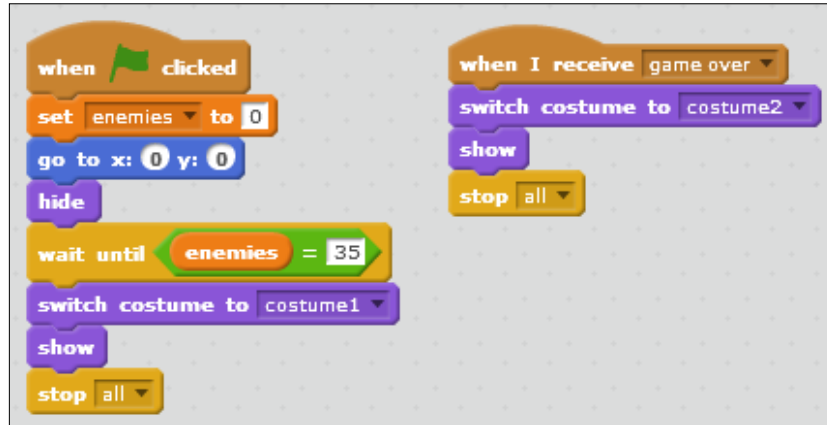 when clicked
set enemies to 0
go to x: 0 y: 0
hide
wait until enemies = 35
switch costume to costume1
show
stop all
when I receive game over
switch costume to costume2
show
stop all